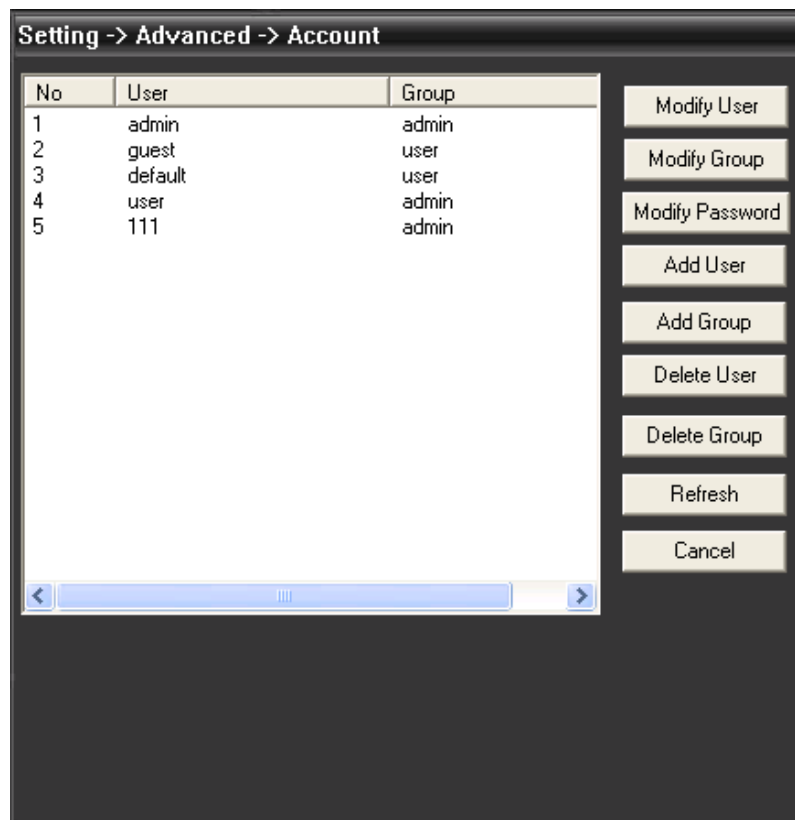 Setting -> Advanced -> Account
No User Group
1 admin admin
2 guest user
3 default user
4 user admin
5 111 admin
Modify User
Modify Group
Modify Password
Add User
Add Group
Delete User
Delete Group
Refresh
Cancel